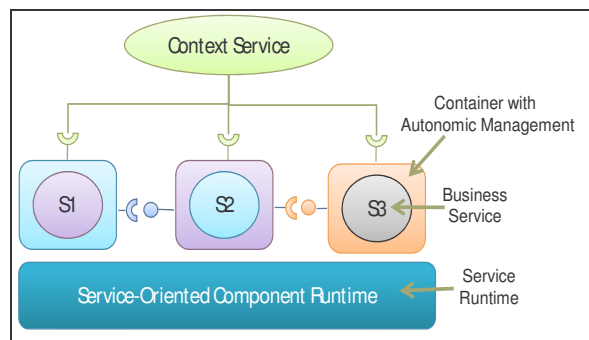 Context Service
Container with
Autonomic Management
S1
S2
S3
Business
Service
Service-Oriented Component Runtime
Service
Runtime